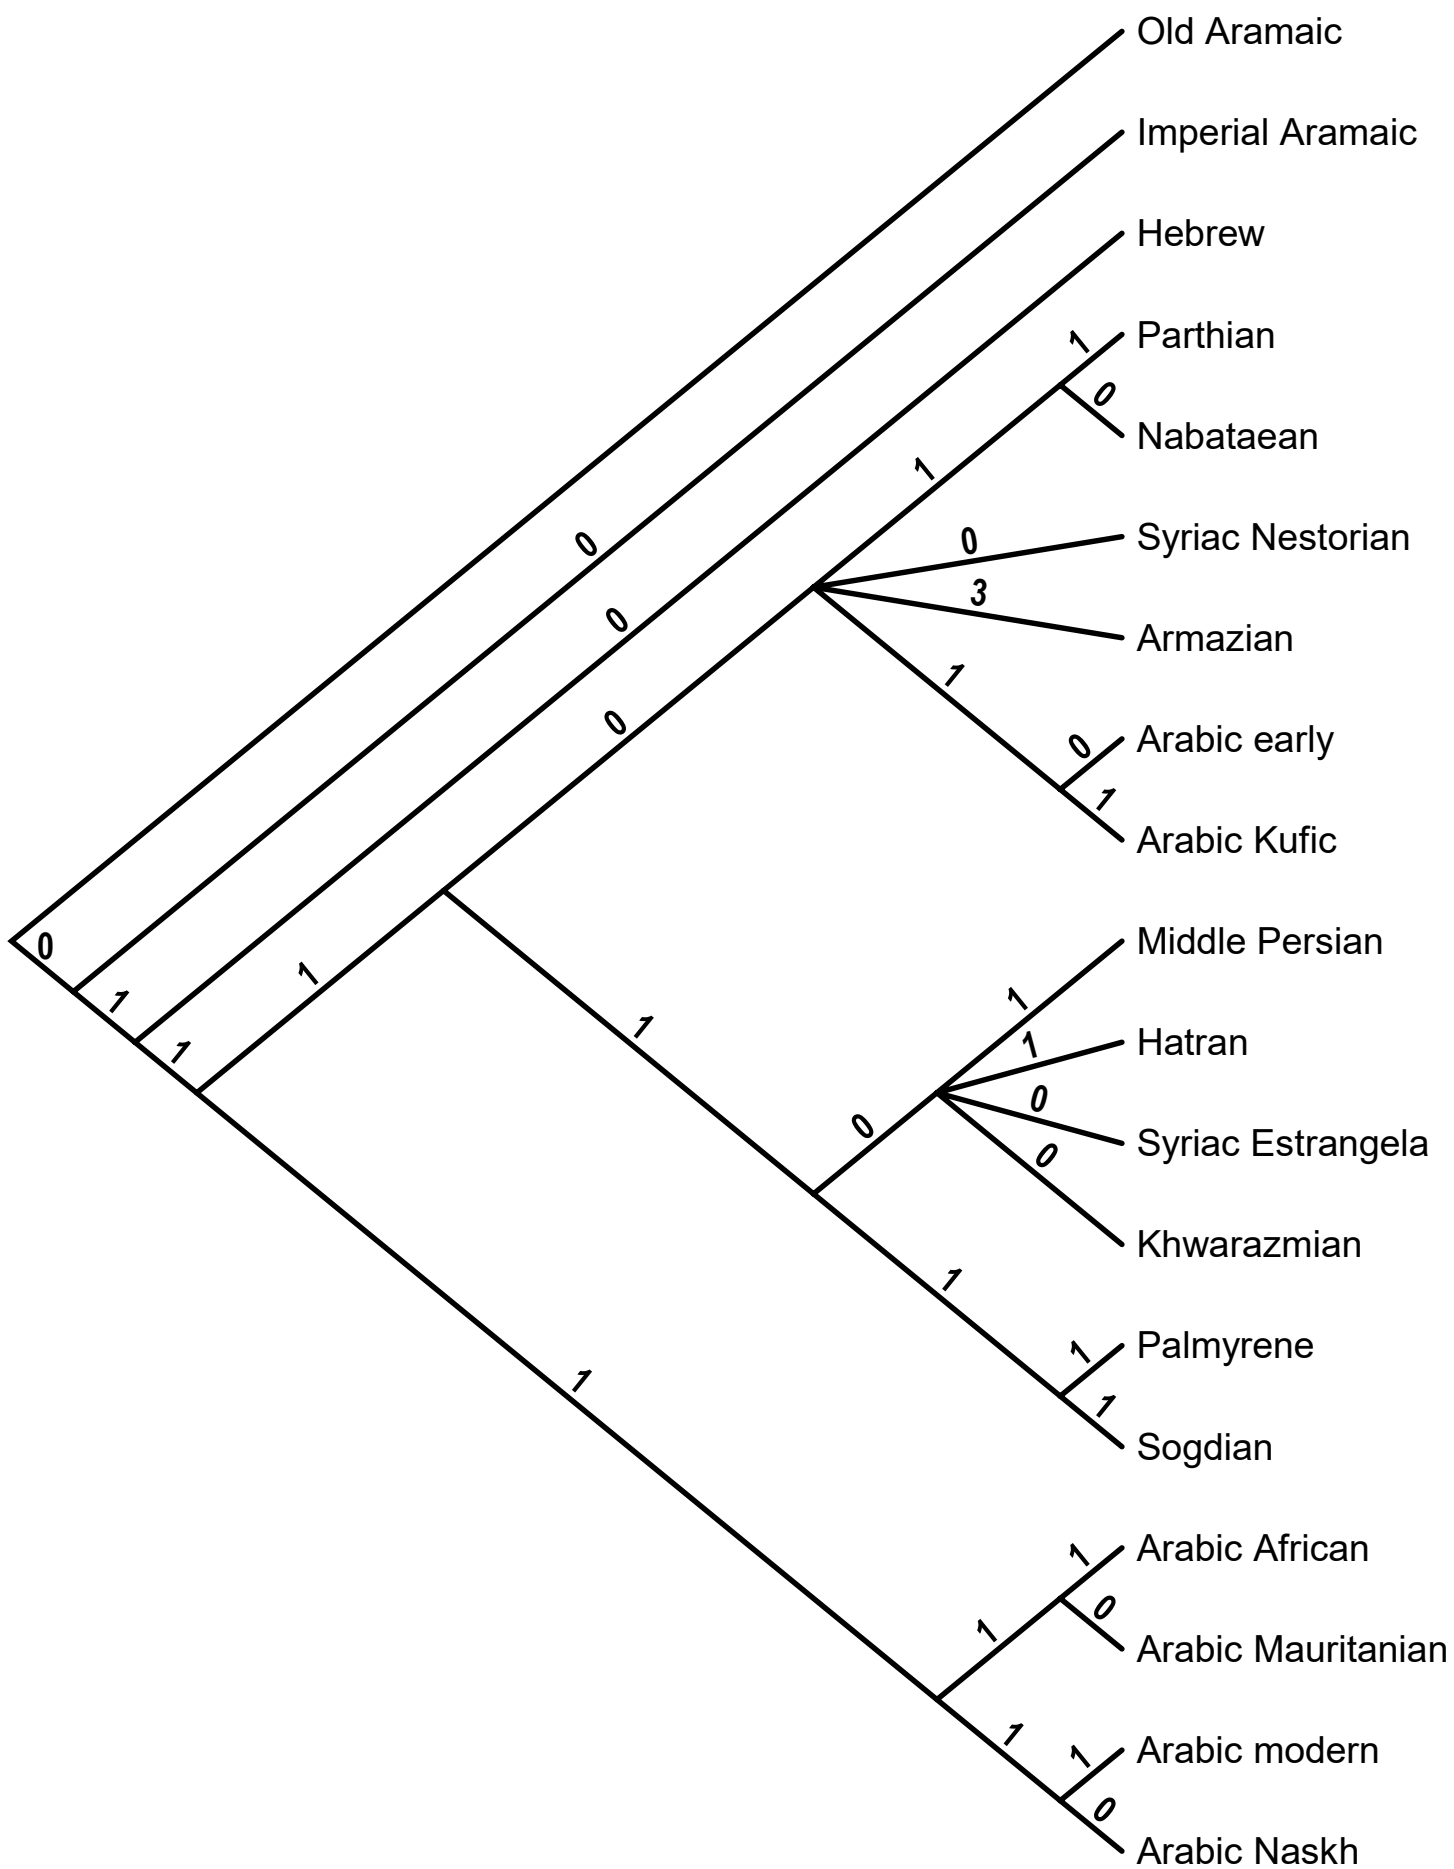 Old Aramaic
Imperial Aramaic
Hebrew
1 Parthian
0
Nabataean
1
0 Syriac Nestorian
0
3
0 Armazian
1
0
0 Arabic early
1
Arabic Kufic
0
Middle Persian
1
1
1
1 Hatran
1
1
0
0 Syriac Estrangela
0
Khwarazmian
1
1 Palmyrene
1
1
Sogdian
1 Arabic African
0
1
Arabic Mauritanian
1
1 Arabic modern
0
Arabic Naskh